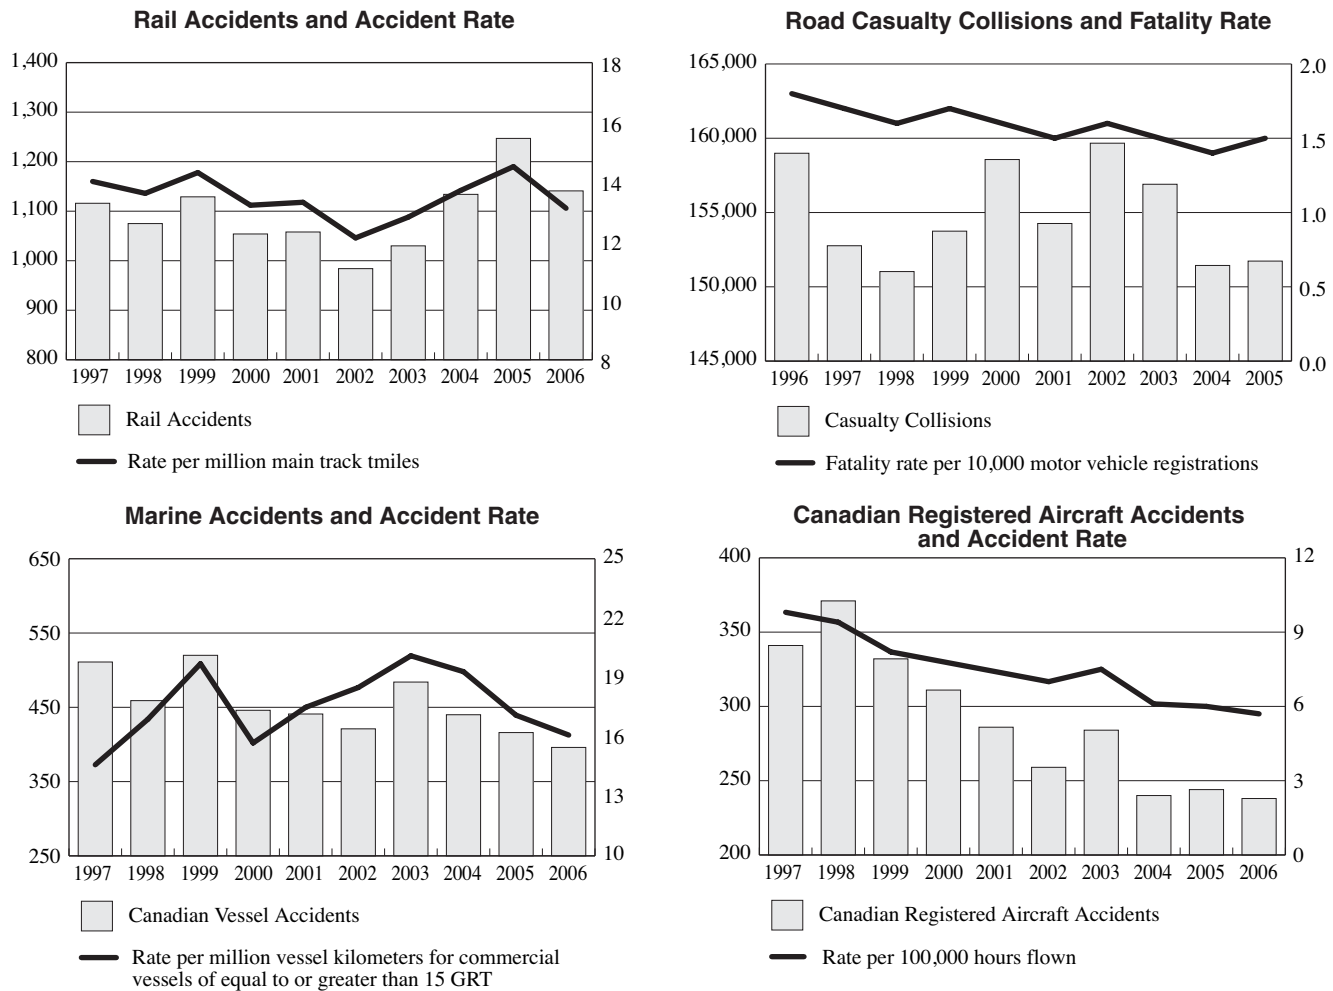 Rail Accidents and Accident Rate
1,400
1,300
1,200
1,100
1,000
900
800
18
16
14
12
10
8
1997 1998 1999 2000 2001 2002 2003 2004 2005 2006
Rail Accidents
Rate per million main track tmiles
Road Casualty Collisions and Fatality Rate
165,000
160,000
155,000
150,000
145,000
2.0
1.5
1.0
0.5
0.0
1996 1997 1998 1999 2000 2001 2002 2003 2004 2005
Casualty Collisions
Fatality rate per 10,000 motor vehicle registrations
Marine Accidents and Accident Rate
650
550
450
350
250
25
22
19
16
13
10
1997 1998 1999 2000 2001 2002 2003 2004 2005 2006
Canadian Vessel Accidents
Rate per million vessel kilometers for commercial
vessels of equal to or greater than 15 GRT
Canadian Registered Aircraft Accidents
and Accident Rate
400
350
300
250
200
12
9
6
3
0
1997 1998 1999 2000 2001 2002 2003 2004 2005 2006
Canadian Registered Aircraft Accidents
Rate per 100,000 hours flown